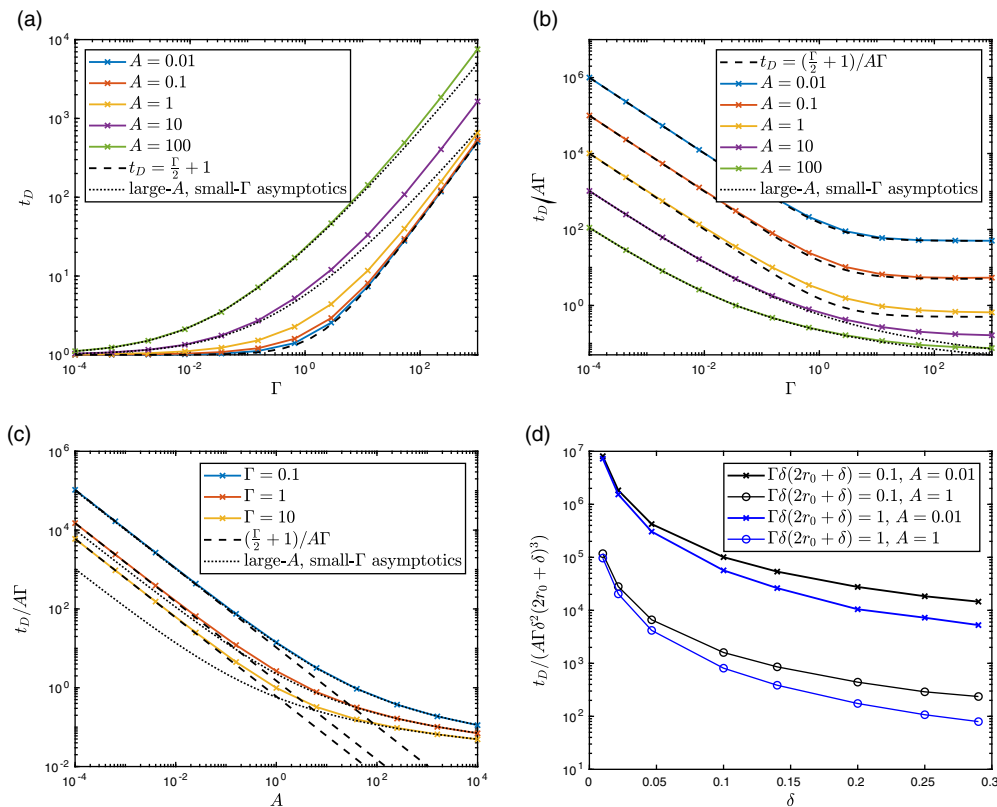 (a)
10^4
10^3
10^2
10^1
10^0
t_D
A = 0.01
A = 0.1
A = 1
A = 10
A = 100
t_D = Γ/2 + 1
large-A, small-Γ asymptotics
10^-4
10^-2
10^0
10^2
Γ
(b)
10^6
10^4
10^2
10^0
t_D/AΓ
t_D = (Γ/2 + 1)/AΓ
A = 0.01
A = 0.1
A = 1
A = 10
A = 100
large-A, small-Γ asymptotics
10^-4
10^-2
10^0
10^2
Γ
(c)
10^6
10^4
10^2
10^0
10^-2
t_D/AΓ
Γ = 0.1
Γ = 1
Γ = 10
(Γ/2 + 1)/AΓ
large-A, small-Γ asymptotics
10^-4
10^-2
10^0
10^2
10^4
A
(d)
10^7
10^6
10^5
10^4
10^3
10^2
10^1
t_D/(AΓδ^2(2r_0 + δ)^3)
Γδ(2r_0 + δ) = 0.1, A = 0.01
Γδ(2r_0 + δ) = 0.1, A = 1
Γδ(2r_0 + δ) = 1, A = 0.01
Γδ(2r_0 + δ) = 1, A = 1
0
0.05
0.1
0.15
0.2
0.25
0.3
δ